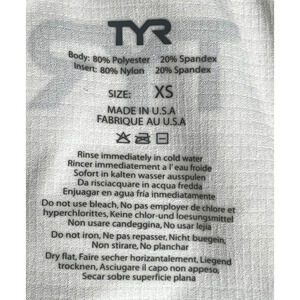 TYR
Body: 80% Polyester 20% Spandex
Insert: 80% Nylon 20% Spandex
SIZE: XS
MADE IN U.S.A
FABRIQUE AU U.S.A
Rinse immediately in cold water
Rincer immediatement a l' eau froide
Sofort in kalten wasser ausspulen
Da risciacquare in acqua fredda
Enjuagar en agua fria inmediatamente
Do not use bleach, No pas employer de chlore et
hyperchlorittes, Keine chlor-und loesungsmittel
No usare candeggina, No usar lejia
Do not iron, Ne pas repasser, Nicht buegein,
Non stirare, No planchar
Dry flat, Faire secher horizontalement, Liegend
trocknen, Asciugare il capo non appeso,
Secar sobre superficie plana